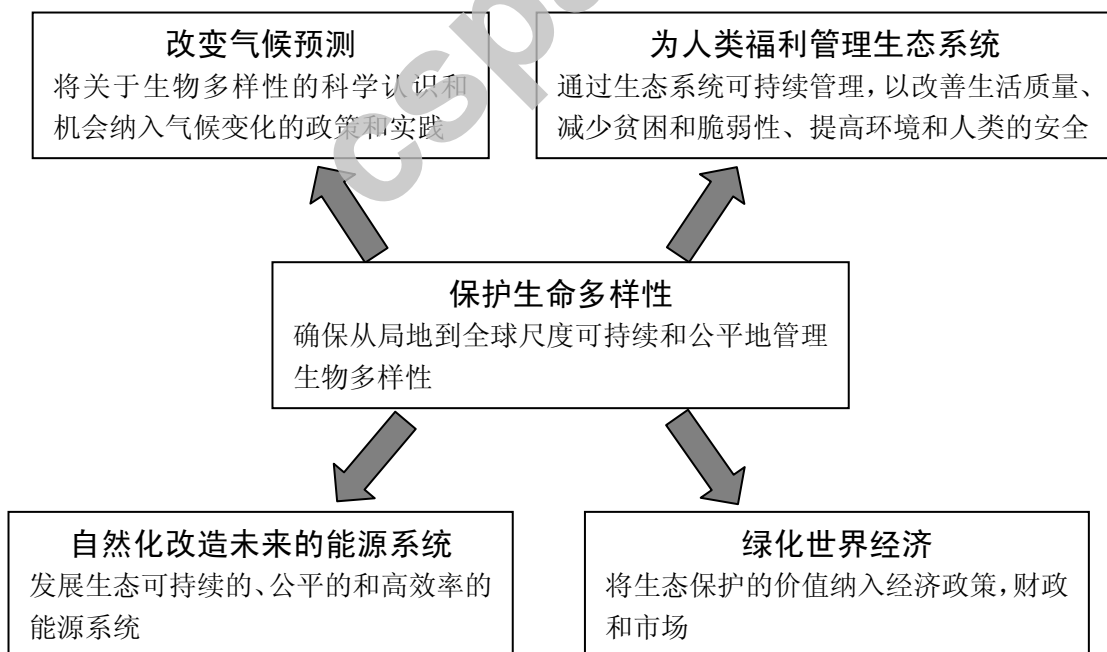 改变气候预测
将关于生物多样性的科学认识和
机会纳入气候变化的政策和实践
为人类福利管理生态系统
通过生态系统可持续管理,以改善生活质量、
减少贫困和脆弱性、提高环境和人类的安全
保护生命多样性
确保从局地到全球尺度可持续和公平地管理
生物多样性
自然化改造未来的能源系统
发展生态可持续的、公平的和高效率的
能源系统
绿化世界经济
将生态保护的价值纳入经济政策,财政
和市场